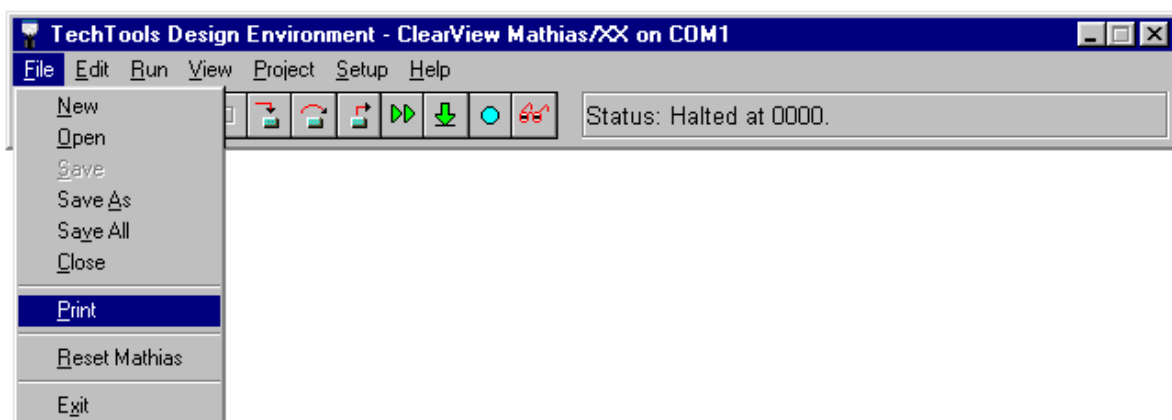 TechTools Design Environment - ClearView Mathias/XX on COM1
File Edit Run View Project Setup Help
Status: Halted at 0000.
New
Open
Save
Save As
Save All
Close
Print
Reset Mathias
Exit